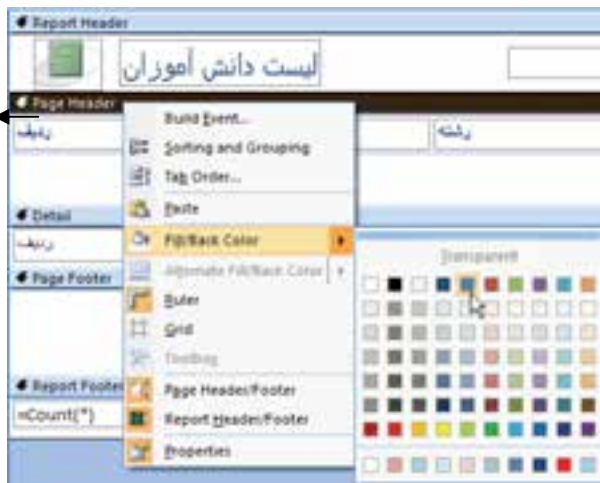 Report Header
لیست دانش آموزان
Page Header
ردیف
رشته
Build Event...
Sorting and Grouping
Tab Order...
Paste
Fill/Back Color
Alternate Fill/Back Color
Ruler
Grid
Toolbox
Page Header/Footer
Report Header/Footer
Properties
Transparent
Detail
ردیف
Page Footer
Report Footer
=Count(*)